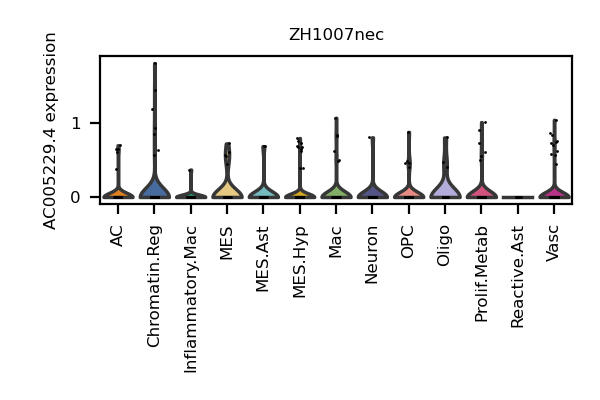 ZH1007nec
AC005229.4 expression
1
0
AC
Chromatin.Reg
Inflammatory.Mac
MES
MES.Ast
MES.Hyp
Mac
Neuron
OPC
Oligo
Prolif.Metab
Reactive.Ast
Vasc